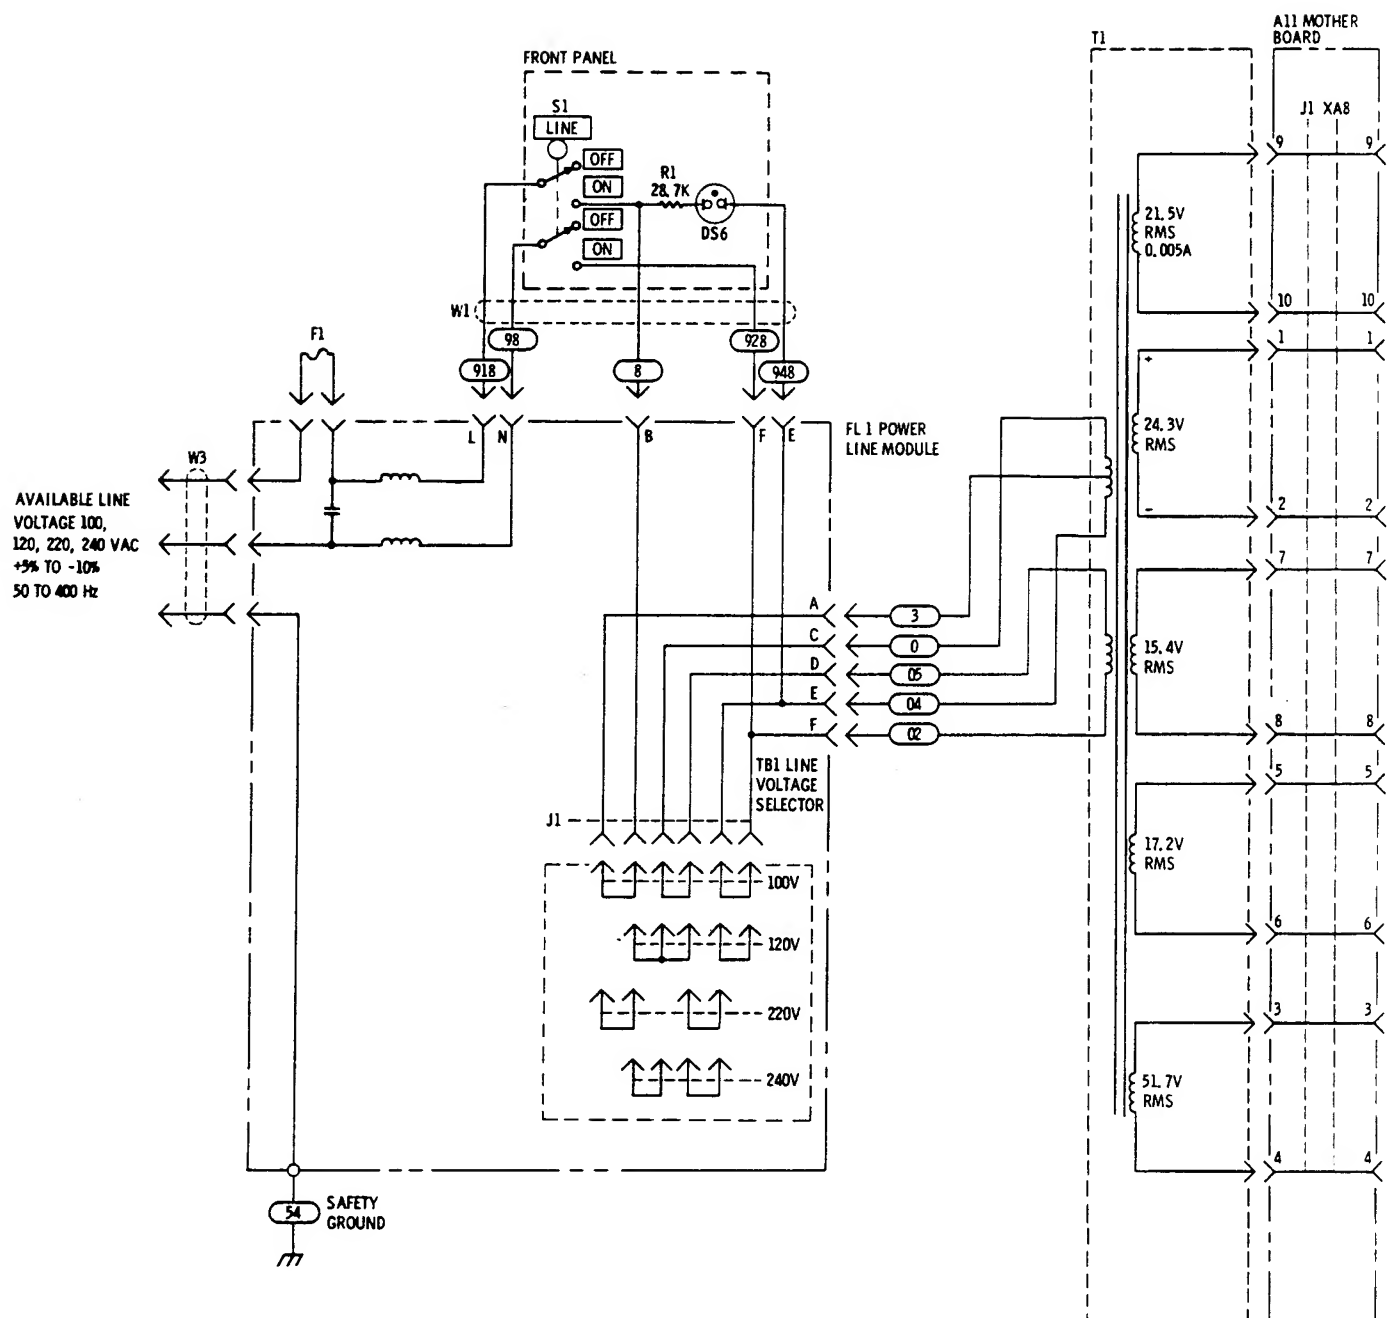 A11 MOTHER
BOARD
T1
FRONT PANEL
J1 XA8
S1
LINE
OFF
ON
OFF
ON
R1
28.7K
DS6
9
9
21.5V
RMS
0.005A
10
10
W1
F1
98
928
918
8
948
1
1
+
24.3V
RMS
-
2
2
L
N
B
F
E
FL 1 POWER
LINE MODULE
W3
AVAILABLE LINE
VOLTAGE 100,
120, 220, 240 VAC
+5% TO -10%
50 TO 400 Hz
7
7
15.4V
RMS
8
8
A
3
C
0
D
05
E
04
F
02
TB1 LINE
VOLTAGE
SELECTOR
J1
100V
120V
220V
240V
5
5
17.2V
RMS
6
6
3
3
51.7V
RMS
4
4
54
SAFETY
GROUND